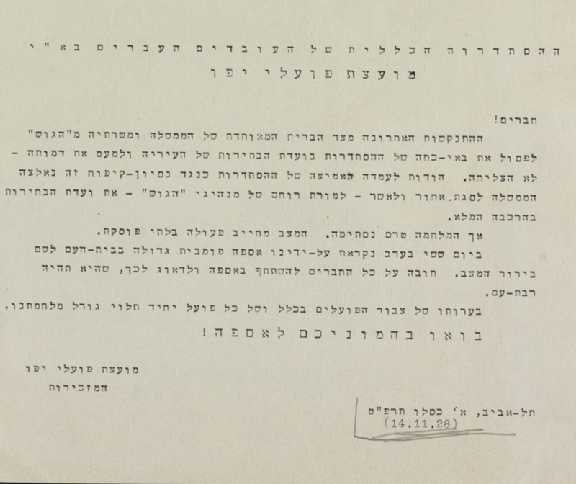 ההסתדרות הכללית של העובדים העברים בא"י
מועצת פועלי יפו
חברים!
ההתנקשות האחרונה מצד הברית המאוחדת של הממשלה ומשרתיה מ"הגוש"
לפסול את באי-כחה של ההסתדרות בועדת הבחירות של העיריה ולמעט את דמותה -
לא הצליחה. הודות לעמדה האמיצה של ההסתדרות כנגד נסיון-קיפוח זה נאלצה
הממשלה לסגת אחור ולאשר - למורת רוחם של מנהיגי "הגוש" - את ועדת הבחירות
בהרכבה המלא.
אך המלחמה טרם נסתיימה. המצב מחייב פעולה בלתי פוסקת.
ביום ששי בערב נקראת על-ידינו אספה פומבית גדולה בבית-העם לשם
בירור המצב. חובה על כל החברים להשתתף באספה ולדאוג לכך, שהיא תהיה
רבת-עם.
בערותו של צבור הפועלים בכלל ושל כל פועל יחיד תלוי גורל מלחמתנו.
בואו בהמוניכם לאספה!
מועצת פועלי יפו
המזכירות
תל-אביב, א' כסלו תרפ"ט
(14.11.28)